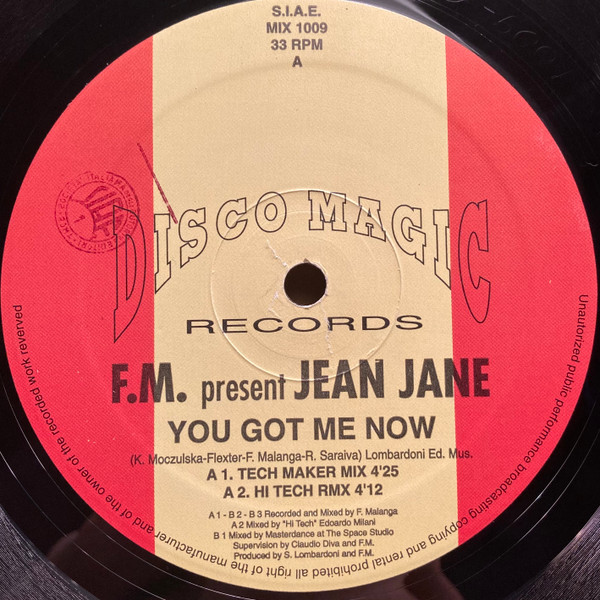 S.I.A.E.
MIX 1009
33 RPM
A
DISCO MAGIC
RECORDS
F.M. present JEAN JANE
YOU GOT ME NOW
(K. Moczulska-Flexter-F. Malanga-R. Saraiva) Lombardoni Ed. Mus.
A 1. TECH MAKER MIX 4'25
A 2. HI TECH RMX 4'12
A 1 - B 2 - B 3 Recorded and Mixed by F. Malanga
A 2 Mixed by "Hi Tech" Edoardo Milani
B 1 Mixed by Masterdance at The Space Studio
Supervision by Claudio Diva and F.M.
Produced by S. Lombardoni and F.M.
Unautorized public performance broadcasting copying and rental prohibited all right of the manufacturer and of the owner of the recorded work reverved